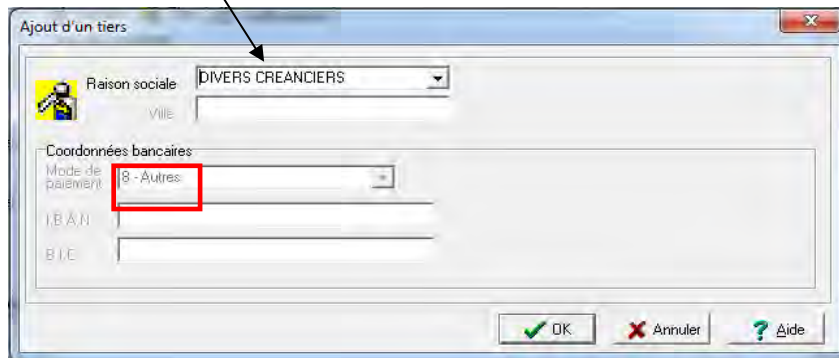 Ajout d'un tiers
Raison sociale DIVERS CREANCIERS
Ville
Coordonnées bancaires
Mode de
paiement 8 - Autres
I.B.A.N
B.I.C
OK Annuler ? Aide